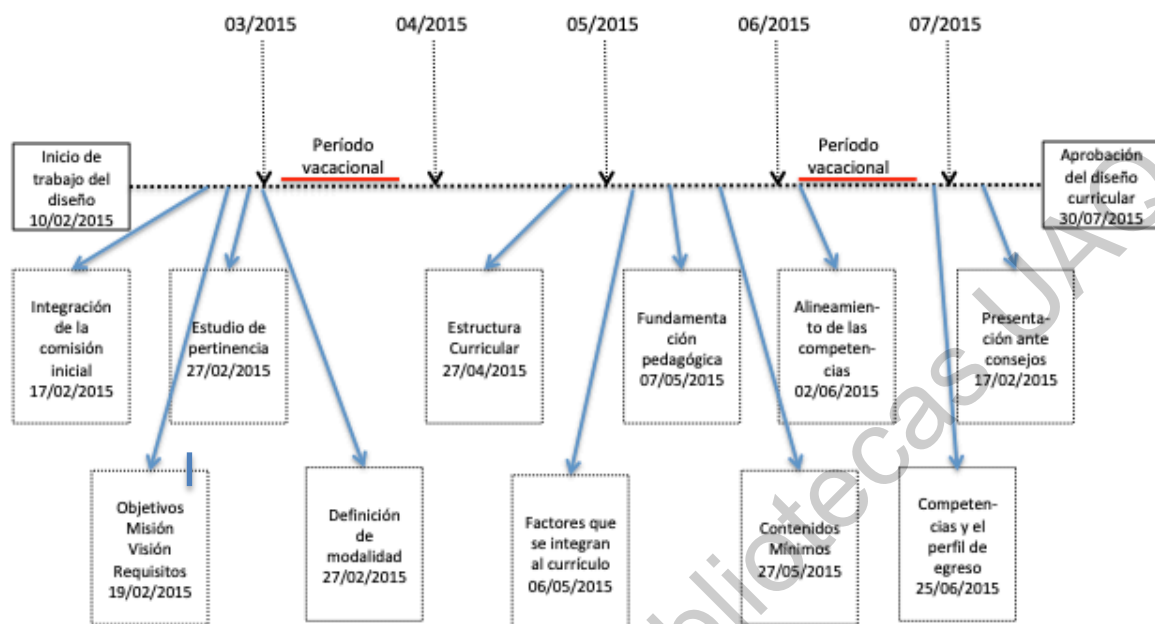 03/2015
04/2015
05/2015
06/2015
07/2015
Inicio de
trabajo del
diseño
10/02/2015
Período
vacacional
Período
vacacional
Aprobación
del diseño
curricular
30/07/2015
Integración
de la
comisión
inicial
17/02/2015
Estudio de
pertinencia
27/02/2015
Estructura
Curricular
27/04/2015
Fundamenta
ción
pedagógica
07/05/2015
Alineamien-
to de las
competen-
cias
02/06/2015
Presenta-
ción ante
consejos
17/02/2015
Objetivos
Misión
Visión
Requisitos
19/02/2015
Definición
de
modalidad
27/02/2015
Factores que
se integran
al currículo
06/05/2015
Contenidos
Mínimos
27/05/2015
Competen-
cias y el
perfil de
egreso
25/06/2015
bliotecas UAQ